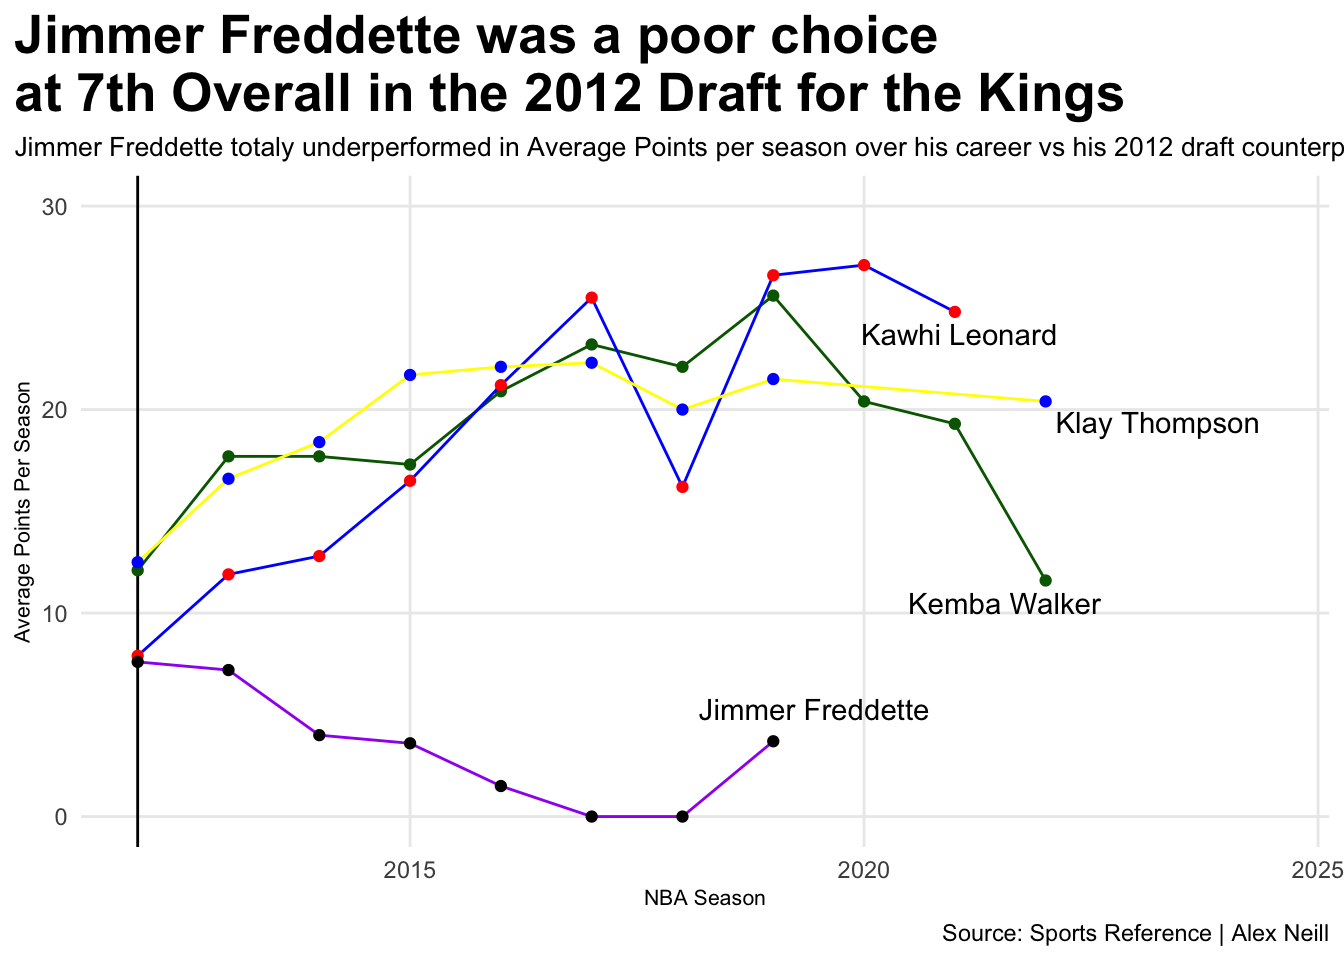 Jimmer Freddette was a poor choice
at 7th Overall in the 2012 Draft for the Kings
Jimmer Freddette totaly underperformed in Average Points per season over his career vs his 2012 draft counterp
30
20
10
0
Average Points Per Season
Kawhi Leonard
Klay Thompson
Kemba Walker
Jimmer Freddette
2015
2020
2025
NBA Season
Source: Sports Reference | Alex Neill